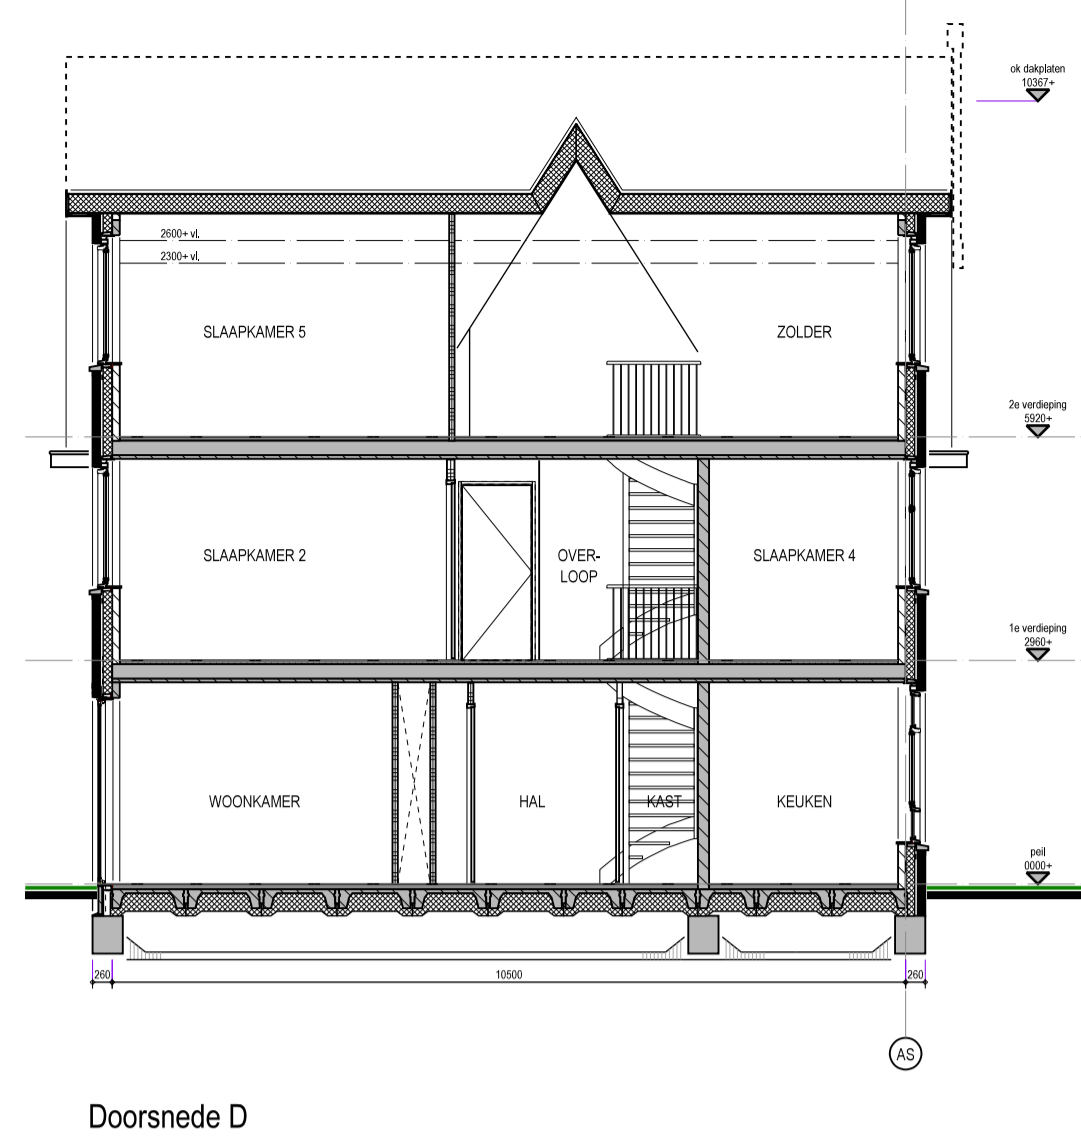 ok dakplaten
10367+
2600+ vl.
2300+ vl.
SLAAPKAMER 5
ZOLDER
2e verdieping
5920+
SLAAPKAMER 2
OVER-
LOOP
SLAAPKAMER 4
1e verdieping
2960+
WOONKAMER
HAL
KAST
KEUKEN
peil
0000+
260
10500
260
AS
Doorsnede D